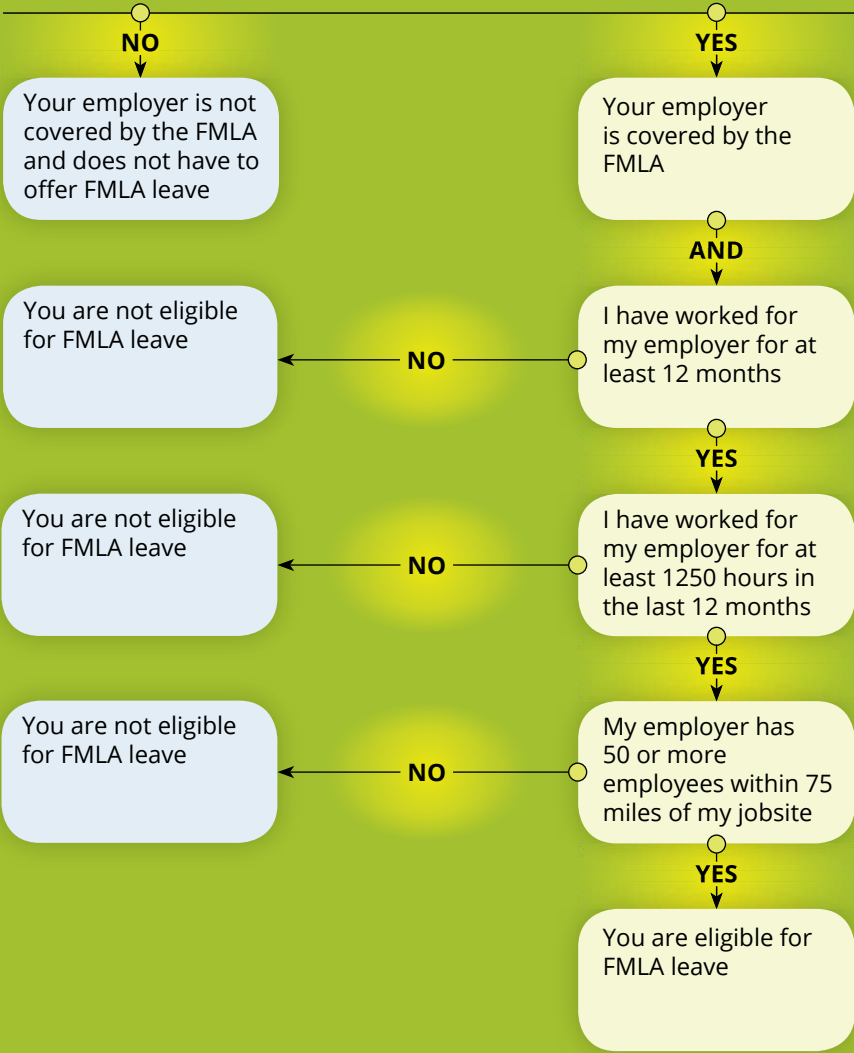 NO
YES
Your employer is not
covered by the FMLA
and does not have to
offer FMLA leave
Your employer
is covered by the
FMLA
AND
You are not eligible
for FMLA leave
NO
I have worked for
my employer for at
least 12 months
YES
You are not eligible
for FMLA leave
NO
I have worked for
my employer for at
least 1250 hours in
the last 12 months
YES
You are not eligible
for FMLA leave
NO
My employer has
50 or more
employees within 75
miles of my jobsite
YES
You are eligible for
FMLA leave